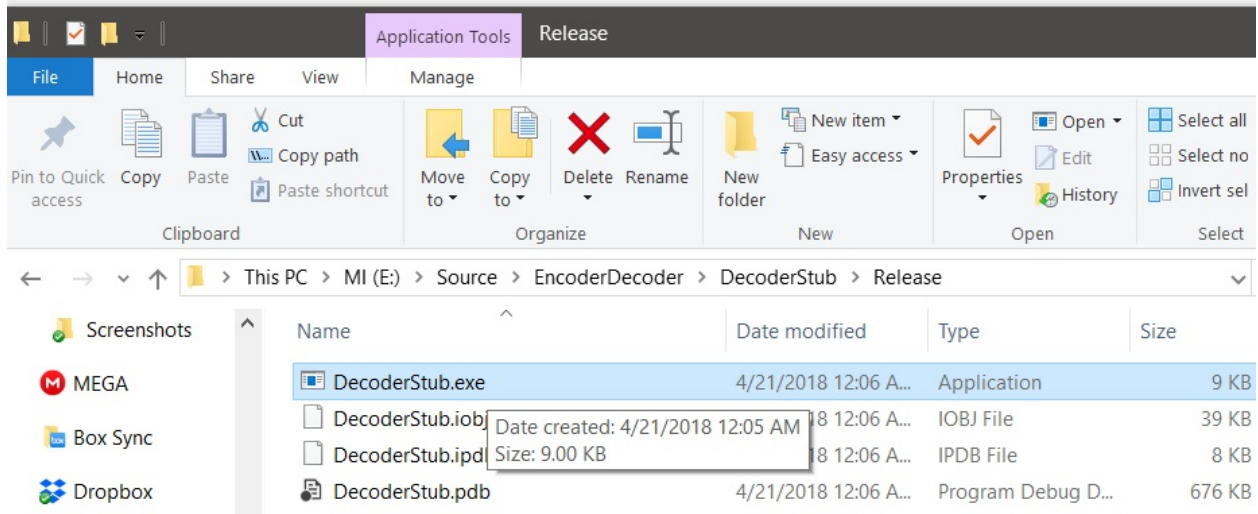 Application Tools Release
File Home Share View Manage
Pin to Quick access
Copy
Paste
Cut
Copy path
Paste shortcut
Move to
Copy to
Delete
Rename
New folder
New item
Easy access
Properties
Open
Edit
History
Select all
Select no
Invert sel
Clipboard Organize New Open Select
This PC > MI (E:) > Source > EncoderDecoder > DecoderStub > Release
Screenshots
MEGA
Box Sync
Dropbox
Name Date modified Type Size
DecoderStub.exe 4/21/2018 12:06 A... Application 9 KB
DecoderStub.iobj 18 12:06 A... IOBJ File 39 KB
DecoderStub.ipd 18 12:06 A... IPDB File 8 KB
DecoderStub.pdb 4/21/2018 12:06 A... Program Debug D... 676 KB
Date created: 4/21/2018 12:05 AM
Size: 9.00 KB